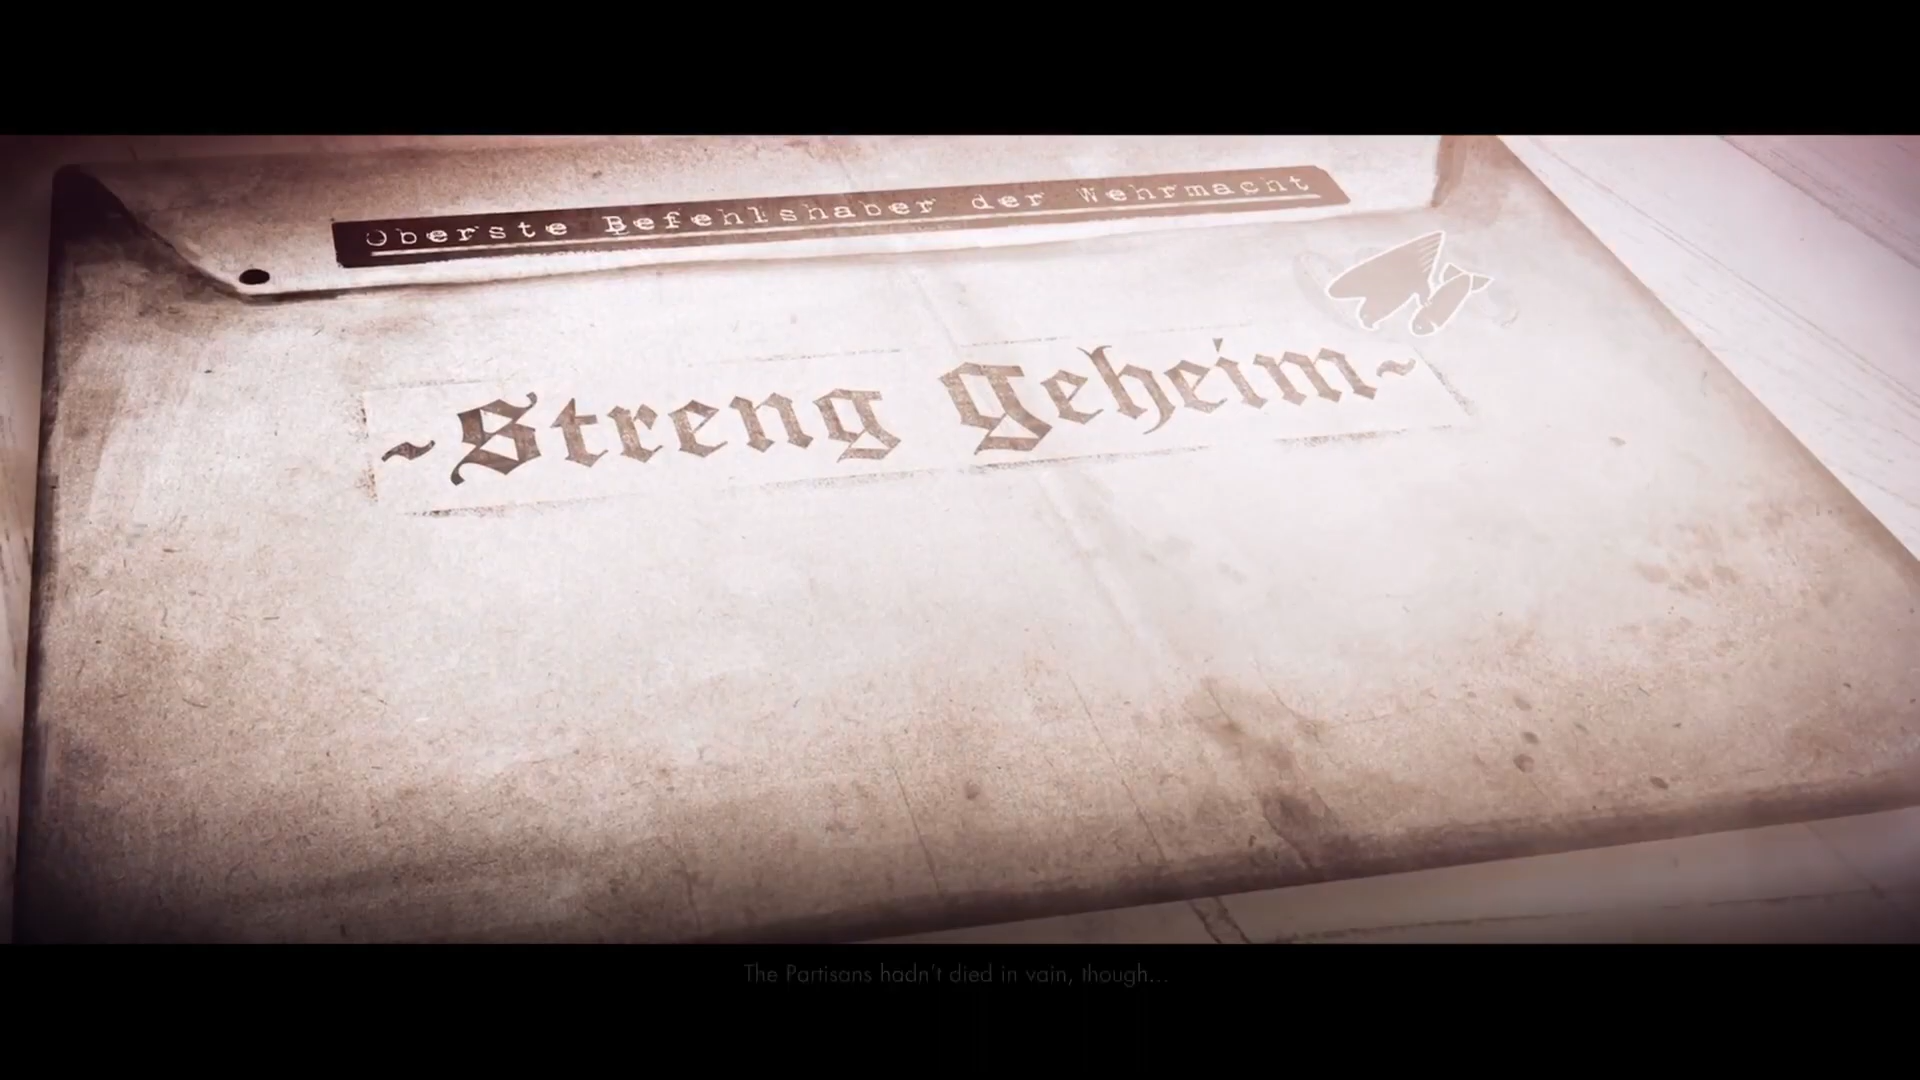 Oberste Befehlshaber der Wehrmacht
~Streng Geheim~
The Partisans hadn't died in vain, though...